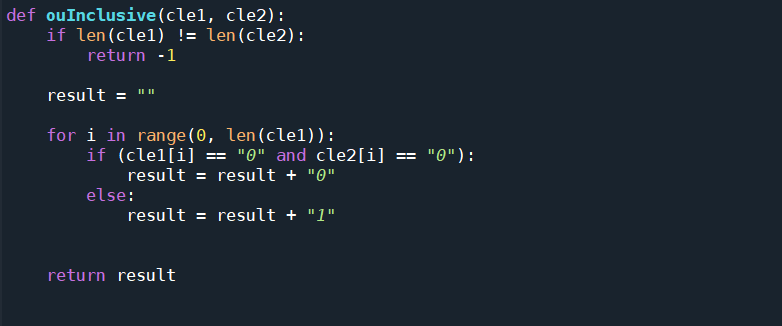 def ouInclusive(cle1, cle2):
    if len(cle1) != len(cle2):
        return -1
    result = ""
    for i in range(0, len(cle1)):
        if (cle1[i] == "0" and cle2[i] == "0"):
            result = result + "0"
        else:
            result = result + "1"
    return result